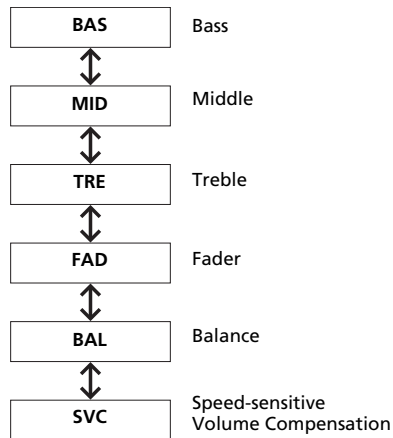 BAS Bass
MID Middle
TRE Treble
FAD Fader
BAL Balance
SVC Speed-sensitive
Volume Compensation